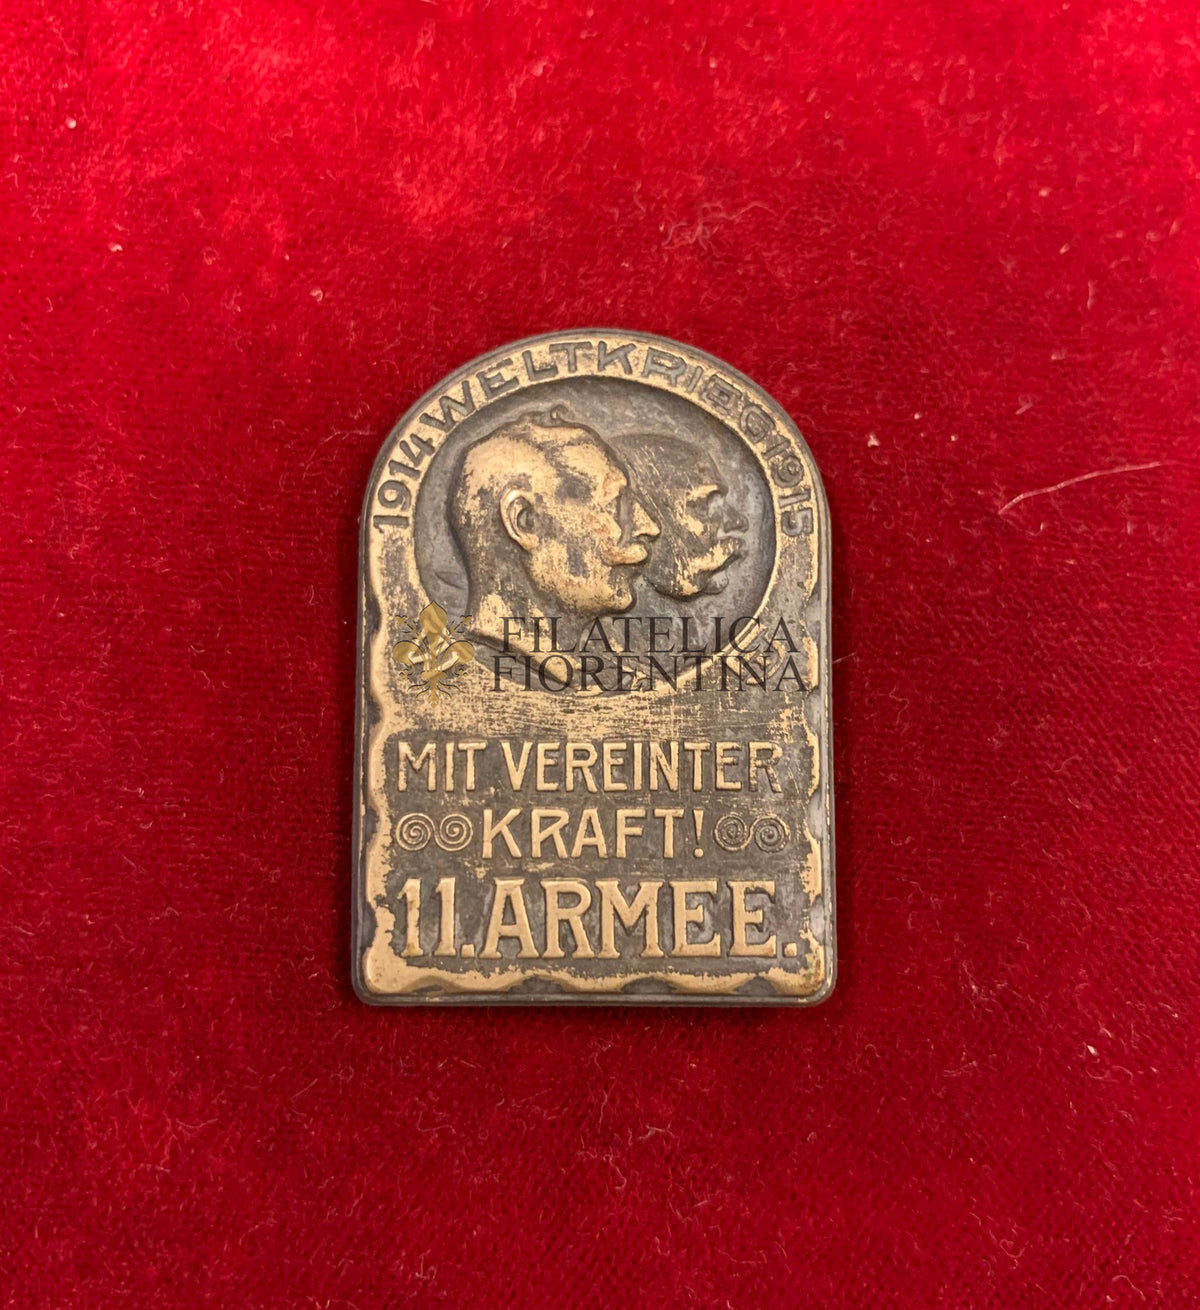 1914 WELTKRIEG 1915
FILATELICA
FIORENTINA
MIT VEREINTER
KRAFT!
11. ARMEE.